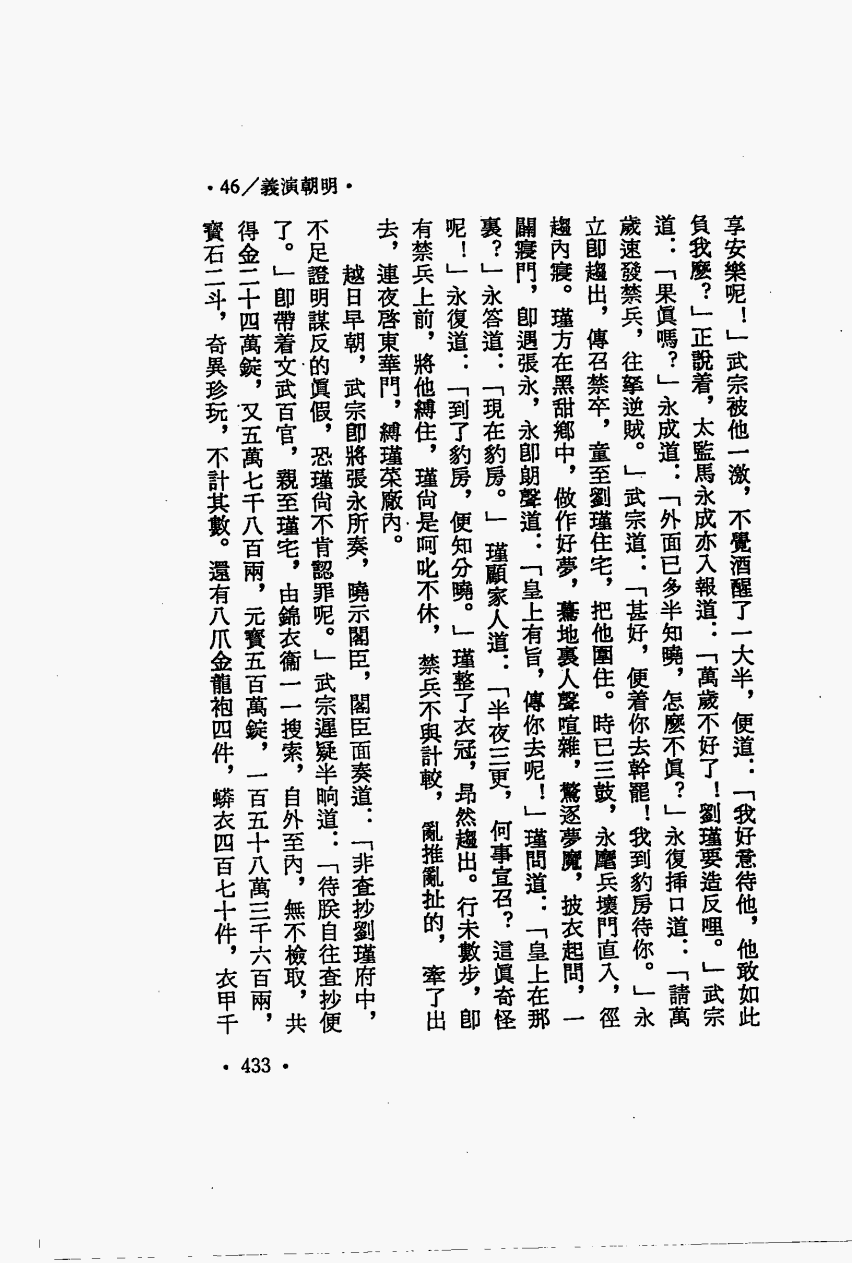 •明朝演義／46•
享安樂呢！」武宗被他一激，不覺酒醒了一大半，便道：「我好意待他，他敢如此
負我麽？」正說着，太監馬永成亦入報道：「萬歲不好了！劉瑾要造反哩。」武宗
道：「果眞嗎？」永成道：「外面已多半知曉，怎麽不眞？」永復插口道：「請萬
歲速發禁兵，往拏逆賊。」武宗道：「甚好，便着你去幹罷！我到豹房待你。」永
立卽趨出，傳召禁卒，童至劉瑾住宅，把他圍住。時已三鼓，永麾兵壞門直入，徑
趨內寢。瑾方在黑甜鄉中，做作好夢，驀地裏人聲喧雜，驚逐夢魔，披衣起問，一
闢寢門，卽遇張永，永卽朗聲道：「皇上有旨，傳你去呢！」瑾問道：「皇上在那
裏？」永答道：「現在豹房。」瑾顧家人道：「半夜三更，何事宣召？這眞奇怪
呢！」永復道：「到了豹房，便知分曉。」瑾整了衣冠，昂然趨出。行未數步，卽
有禁兵上前，將他縛住，瑾尙是呵叱不休，禁兵不與計較，亂推亂扯的，牽了出
去，連夜啓東華門，縛瑾菜廠內。
越日早朝，武宗卽將張永所奏，曉示閣臣，閣臣面奏道：「非查抄劉瑾府中，
不足證明謀反的眞假，恐瑾尙不肯認罪呢。」武宗遲疑半晌道：「待朕自往查抄便
了。」卽帶着文武百官，親至瑾宅，由錦衣衞一一搜索，自外至內，無不檢取，共
得金二十四萬錠，又五萬七千八百兩，元寶五百萬錠，一百五十八萬三千六百兩，
寶石二斗，奇異珍玩，不計其數。還有八爪金龍袍四件，蟒衣四百七十件，衣甲千
•433•